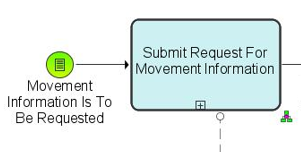 Submit Request For
Movement Information
Movement
Information Is To
Be Requested